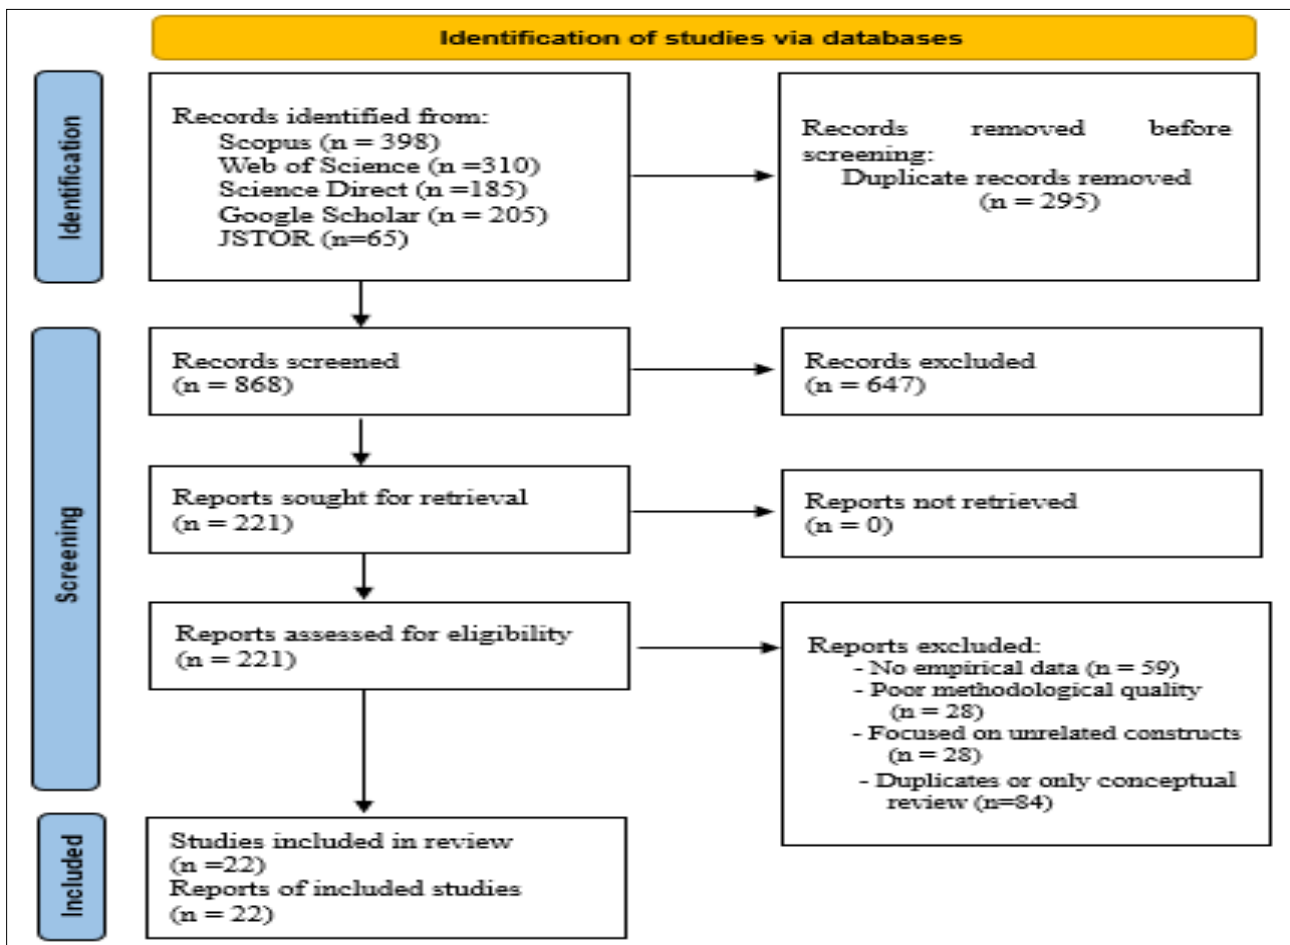 Identification of studies via databases
Identification
Records identified from:
Scopus (n = 398)
Web of Science (n =310)
Science Direct (n =185)
Google Scholar (n = 205)
JSTOR (n=65)
Records removed before
screening:
Duplicate records removed
(n = 295)
Screening
Records screened
(n = 868)
Records excluded
(n = 647)
Reports sought for retrieval
(n = 221)
Reports not retrieved
(n = 0)
Reports assessed for eligibility
(n = 221)
Reports excluded:
- No empirical data (n = 59)
- Poor methodological quality
(n = 28)
- Focused on unrelated constructs
(n = 28)
- Duplicates or only conceptual
review (n=84)
Included
Studies included in review
(n =22)
Reports of included studies
(n = 22)